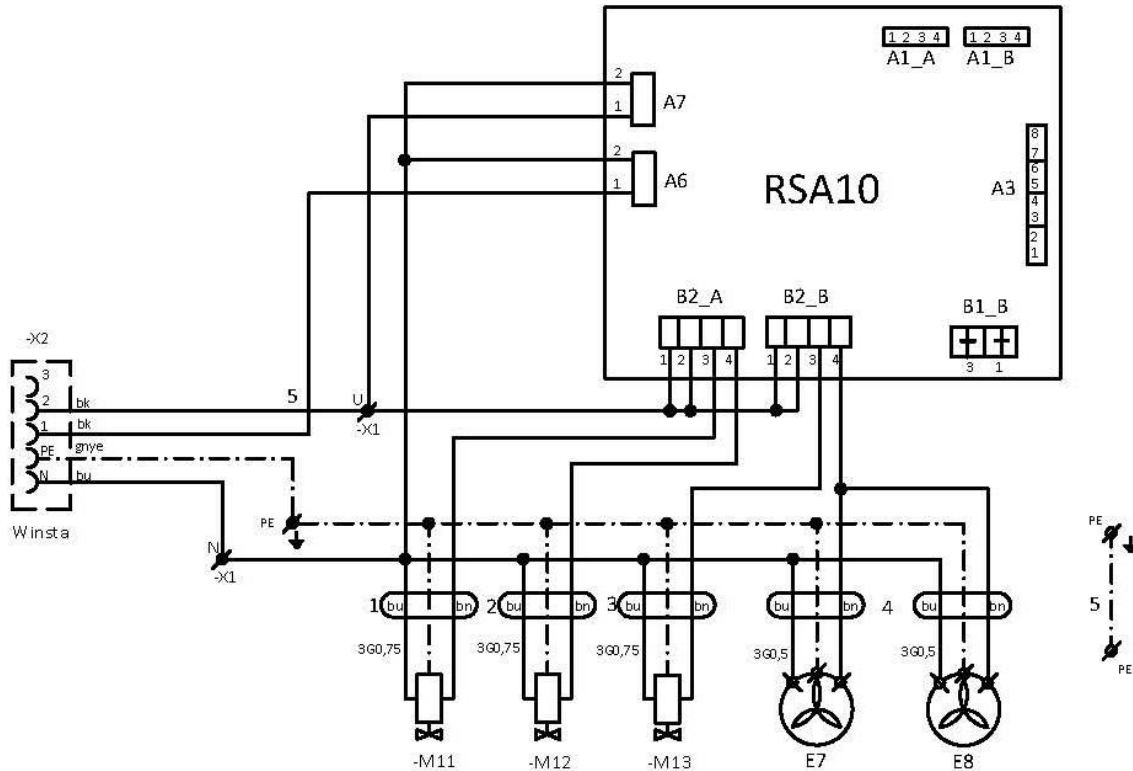 1 2 3 4 1 2 3 4
A1_A A1_B
2
1
A7
2
1
A6
RSA10
8
7
6
5
4
3
2
1
A3
B2_A B2_B B1_B
1 2 3 4 1 2 3 4 3 1
-X2
3
2 bk 5 U
-X1
1 bk
PE gnye
N bu
Winsta
PE
N
-X1
PE
1 bu bn 2 bu bn 3 bu bn bu bn 4 bu bn 5
3G0,75 3G0,75 3G0,75 3G0,5 3G0,5
PE
-M11 -M12 -M13 E7 E8